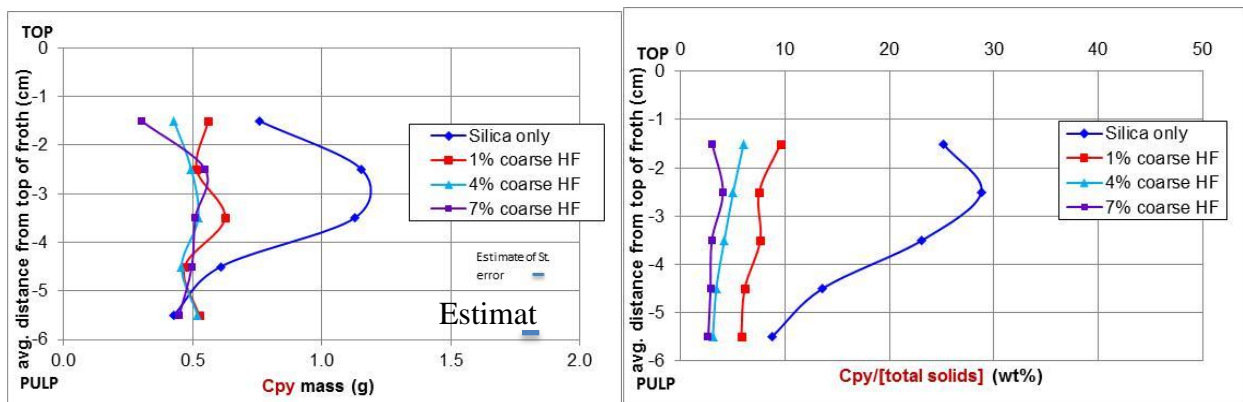 TOP
0
-1
-2
-3
-4
-5
-6
PULP
avg. distance from top of froth (cm)
Silica only
1% coarse HF
4% coarse HF
7% coarse HF
Estimate of St.
error
Estimat
0.0 0.5 1.0 1.5 2.0
Cpy mass (g)
TOP
0 10 20 30 40 50
0
-1
-2
-3
-4
-5
-6
PULP
avg. distance from top of froth (cm)
Silica only
1% coarse HF
4% coarse HF
7% coarse HF
Cpy/[total solids] (wt%)